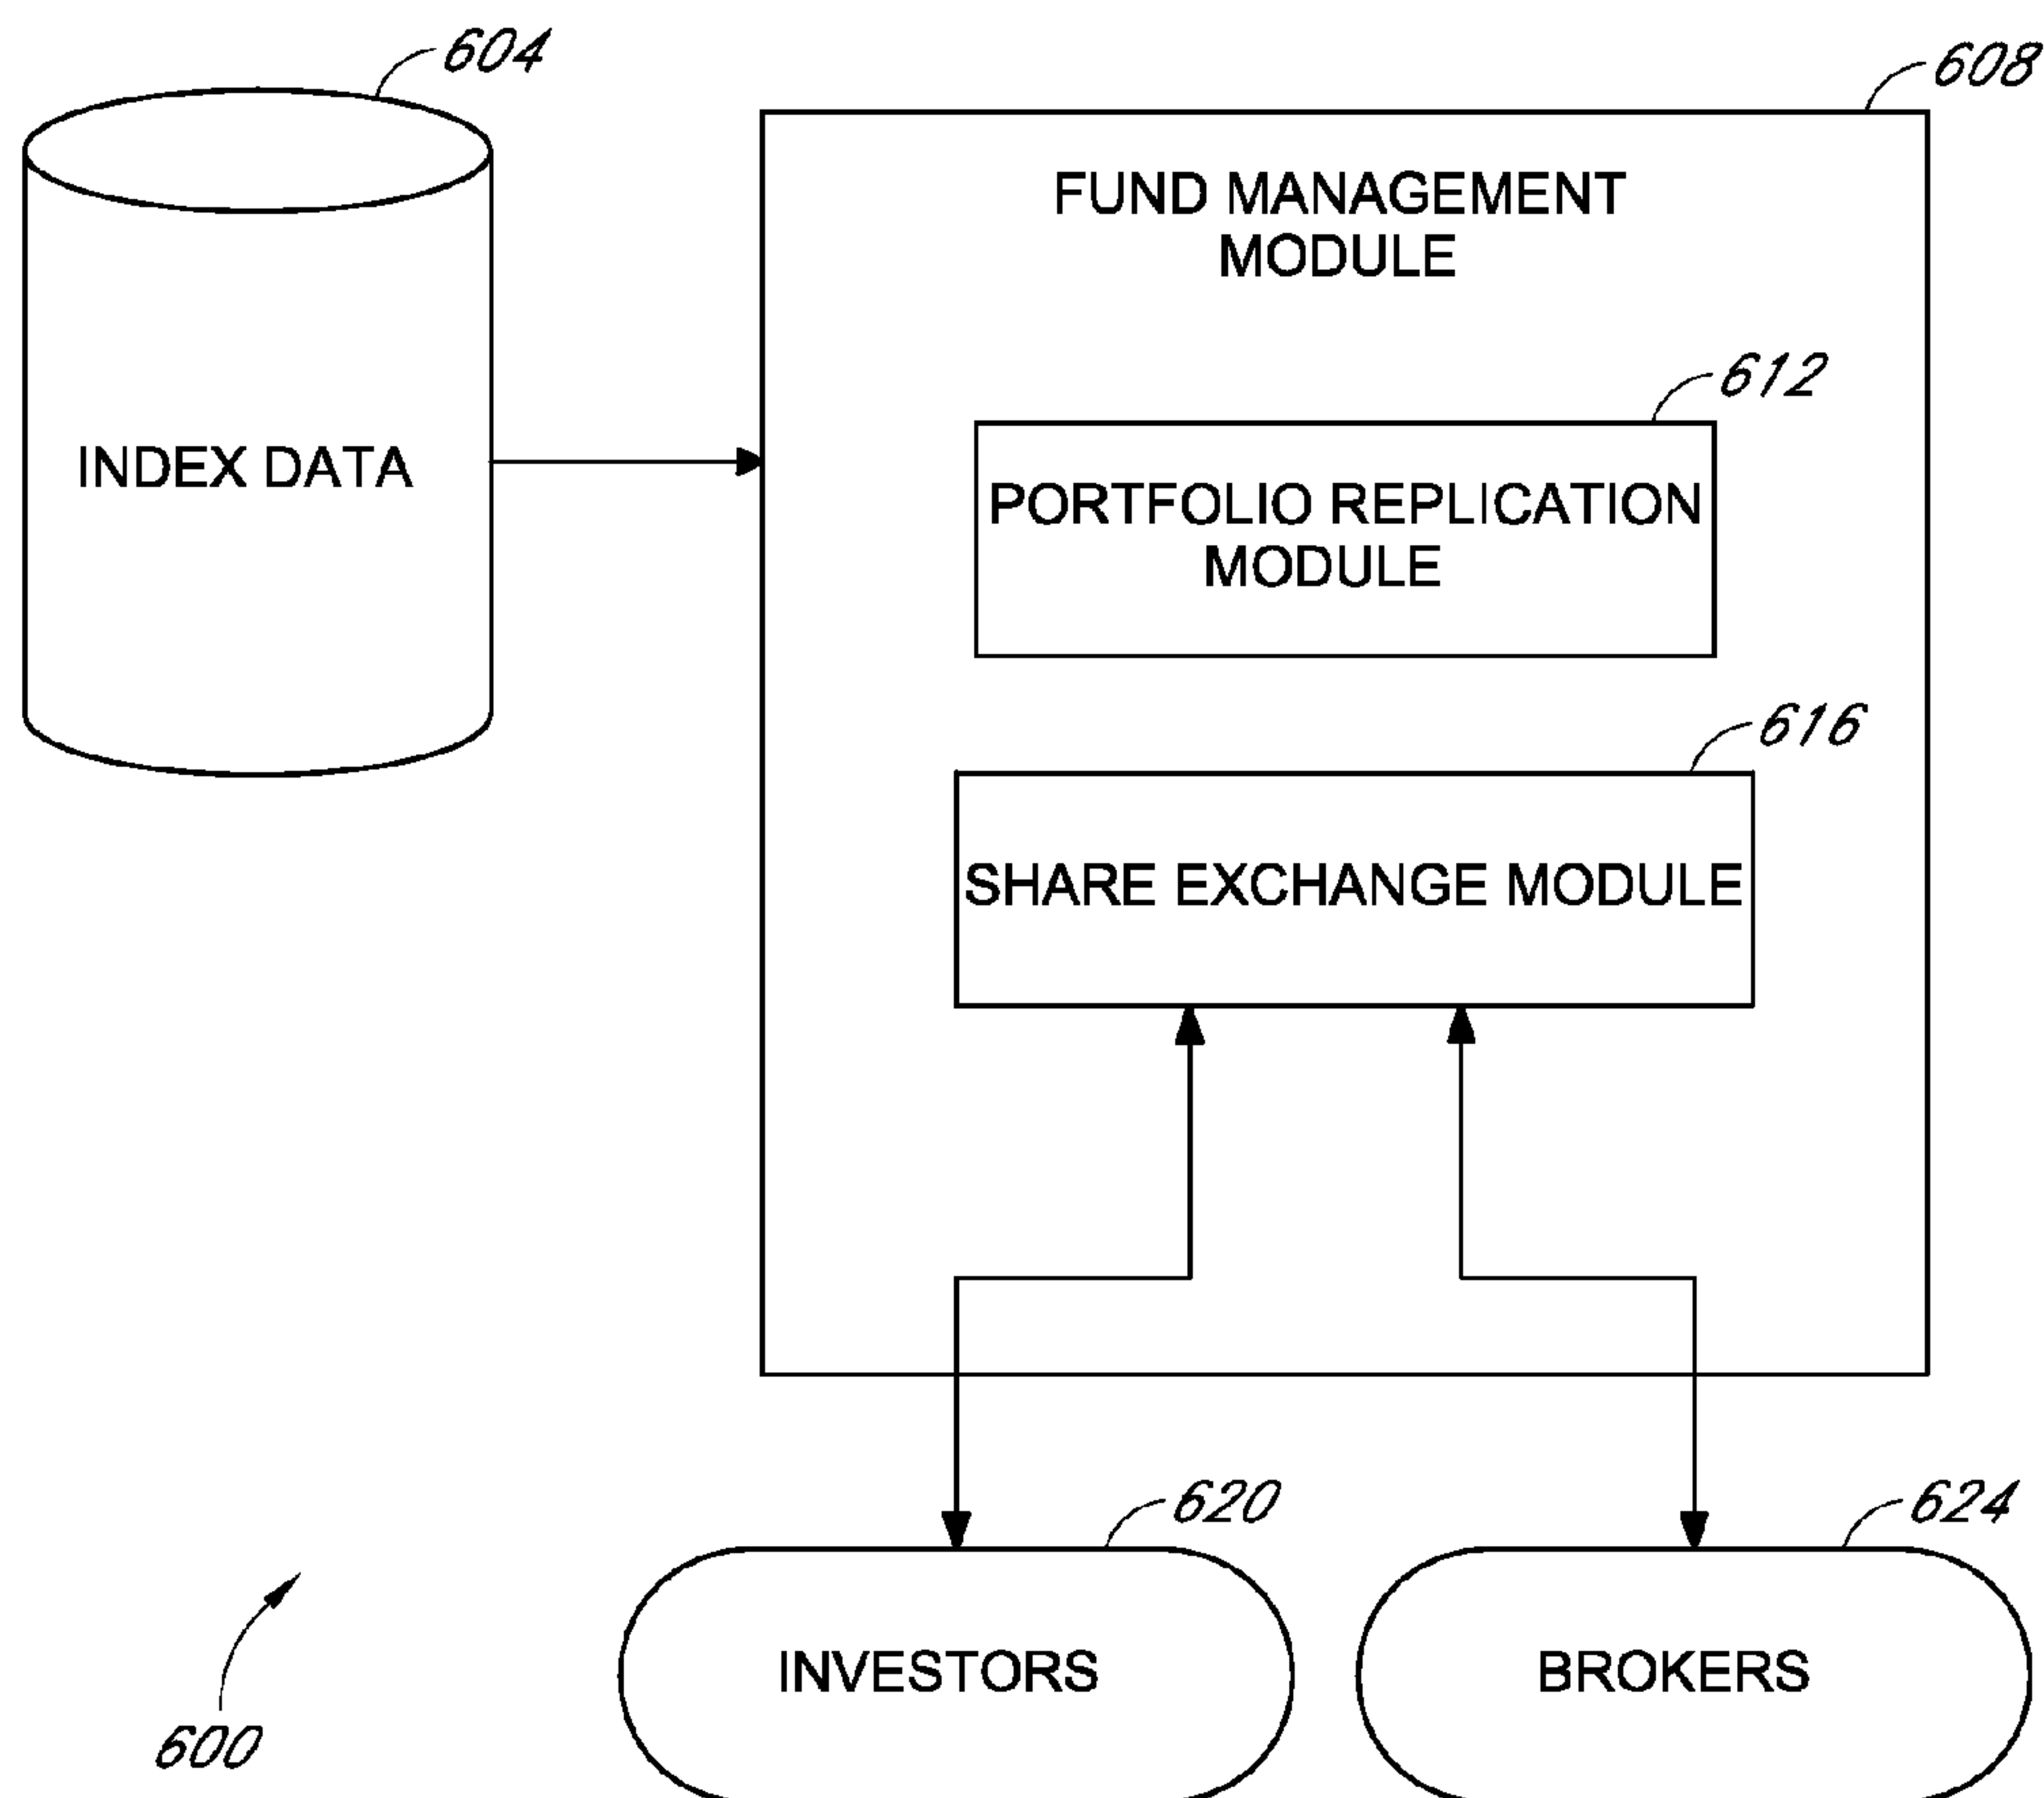 604
608
FUND MANAGEMENT
MODULE
612
INDEX DATA
PORTFOLIO REPLICATION
MODULE
616
SHARE EXCHANGE MODULE
620
624
INVESTORS
BROKERS
600